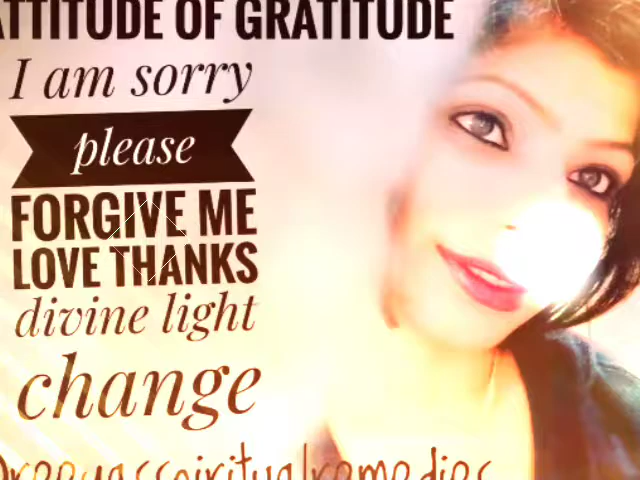 ATTITUDE OF GRATITUDE
I am sorry
please
FORGIVE ME
LOVE THANKS
divine light
change